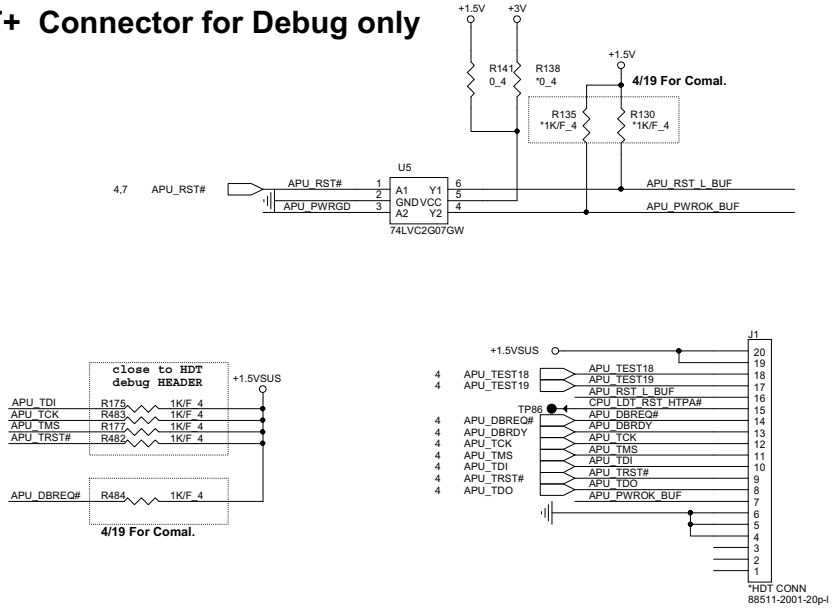 T+ Connector for Debug only
+1.5V
+3V
R141
0_4
R138
*0_4
+1.5V
4/19 For Comal.
R135
*1K/F_4
R130
*1K/F_4
U5
4,7 APU_RST#
APU_RST# 1 A1 Y1 6 APU_RST_L_BUF
2 GND VCC 5
APU_PWRGD 3 A2 Y2 4 APU_PWROK_BUF
74LVC2G07GW
close to HDT
debug HEADER
+1.5VSUS
APU_TDI R175 1K/F_4
APU_TCK R483 1K/F_4
APU_TMS R177 1K/F_4
APU_TRST# R482 1K/F_4
APU_DBREQ# R484 1K/F_4
4/19 For Comal.
J1
+1.5VSUS 20
19
4 APU_TEST18 APU_TEST18 18
4 APU_TEST19 APU_TEST19 17
APU_RST_L_BUF 16
TP86 CPU_LDT_RST_HTPA# 15
4 APU_DBREQ# APU_DBREQ# 14
4 APU_DBRDY APU_DBRDY 13
4 APU_TCK APU_TCK 12
4 APU_TMS APU_TMS 11
4 APU_TDI APU_TDI 10
4 APU_TRST# APU_TRST# 9
4 APU_TDO APU_TDO 8
APU_PWROK_BUF 7
6
5
4
3
2
1
*HDT CONN
88511-2001-20p-l